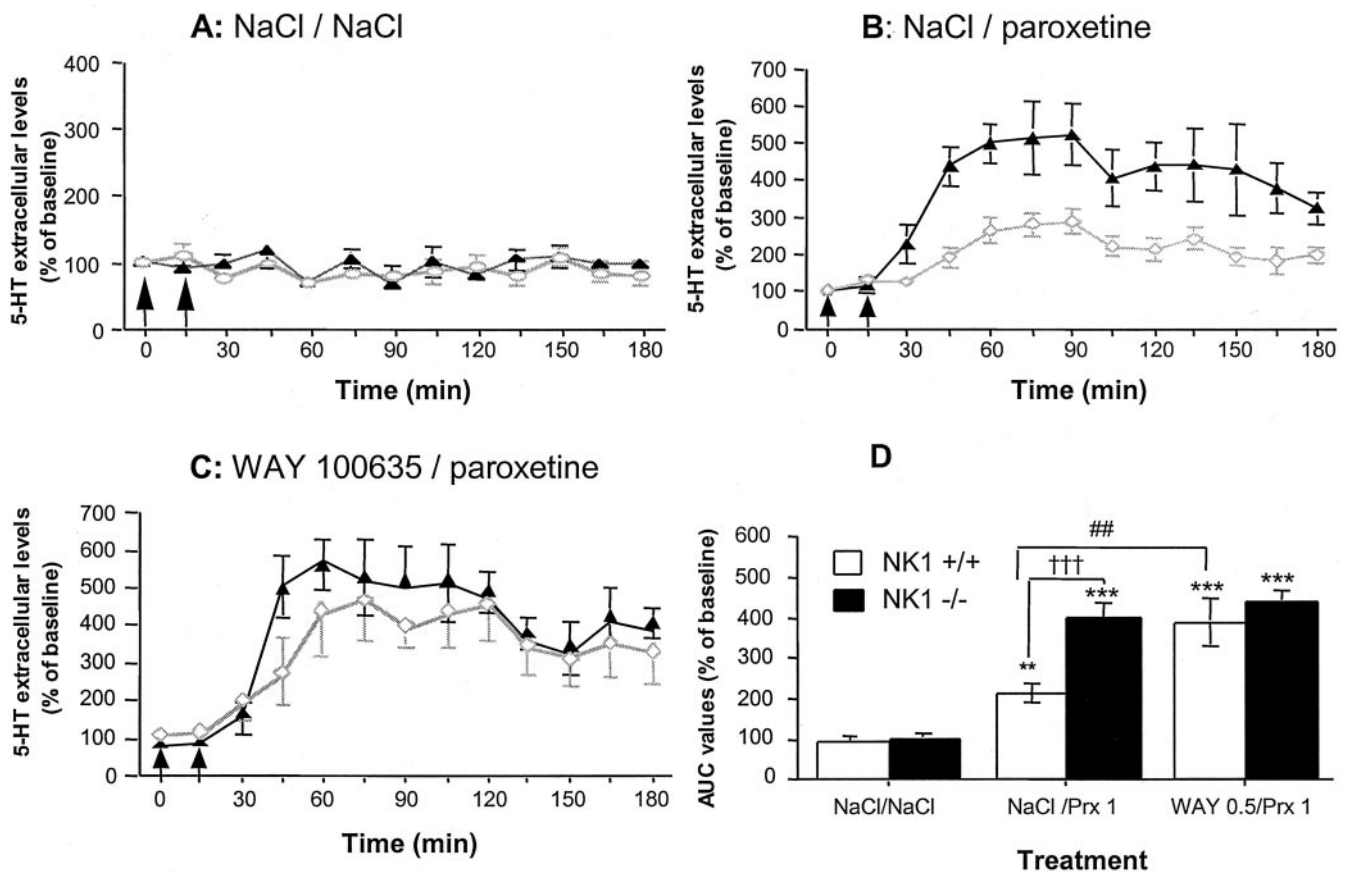 A: NaCl / NaCl
5-HT extracellular levels
(% of baseline)
400
300
200
100
0
0 30 60 90 120 150 180
Time (min)
B: NaCl / paroxetine
5-HT extracellular levels
(% of baseline)
700
600
500
400
300
200
100
0
0 30 60 90 120 150 180
Time (min)
C: WAY 100635 / paroxetine
5-HT extracellular levels
(% of baseline)
700
600
500
400
300
200
100
0
0 30 60 90 120 150 180
Time (min)
D
AUC values (% of baseline)
600
500
400
300
200
100
0
NK1 +/+
NK1 -/-
##
†††
**
***
***
***
NaCl/NaCl NaCl /Prx 1 WAY 0.5/Prx 1
Treatment